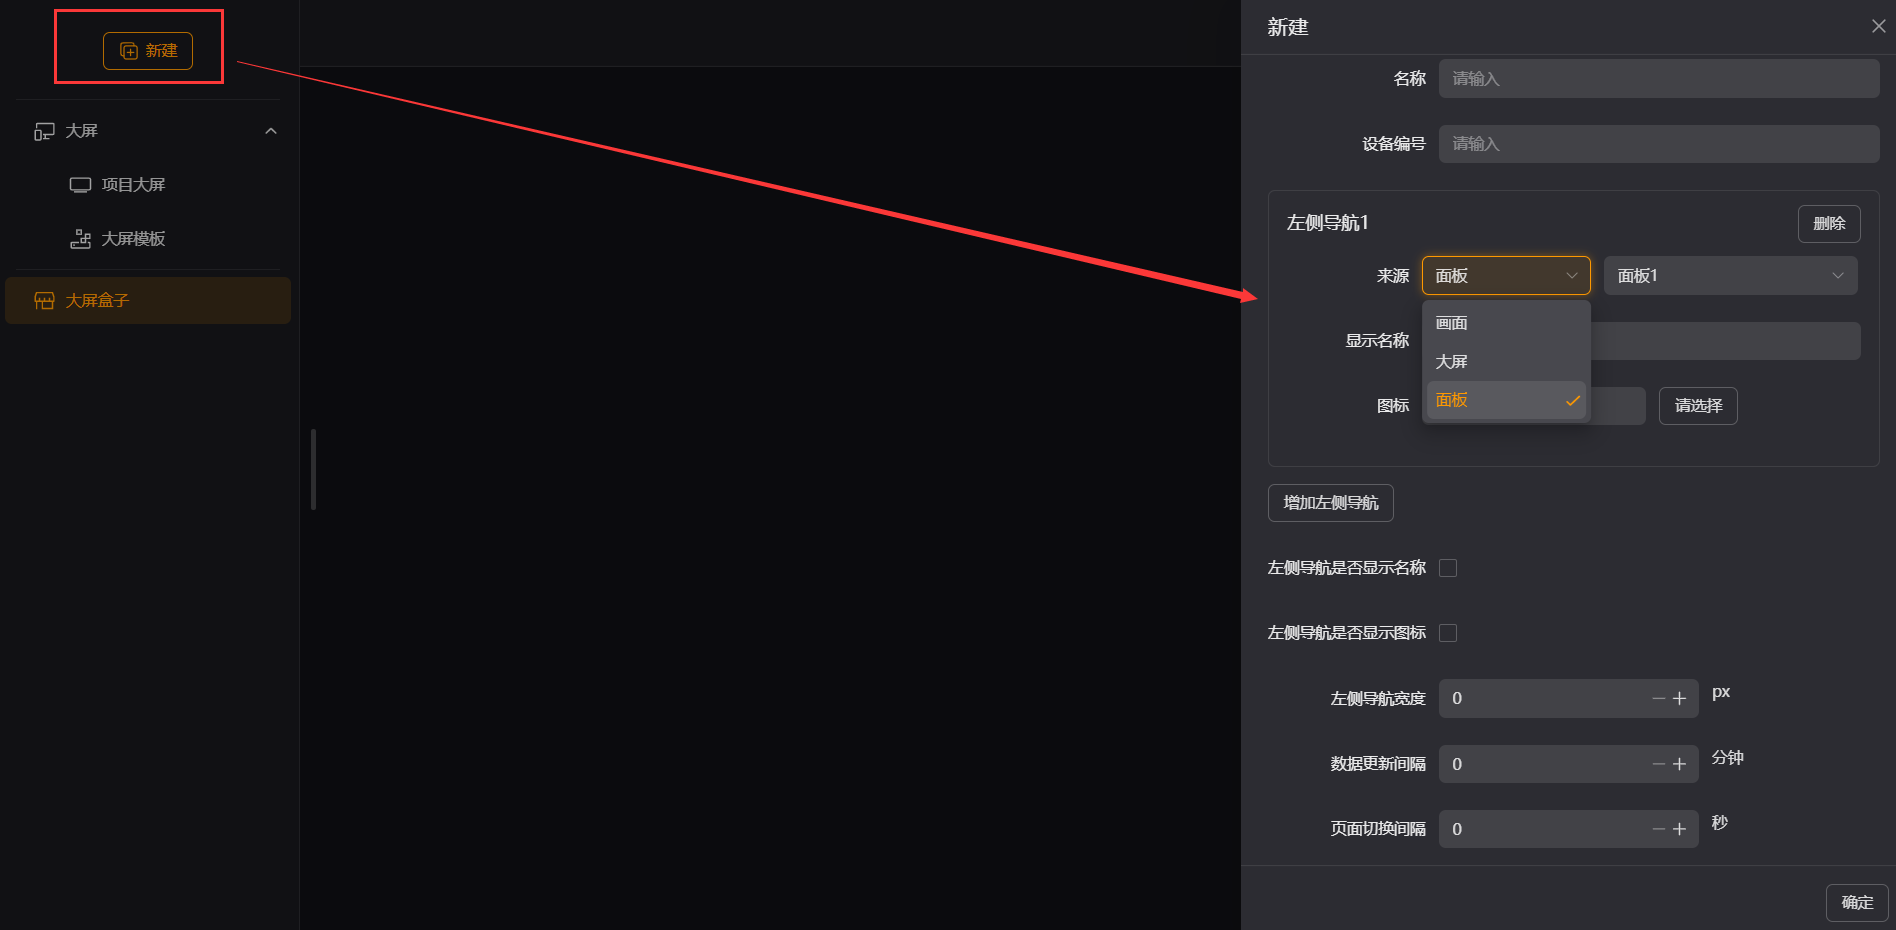 新建
大屏
项目大屏
大屏模板
大屏盒子
新建
名称 请输入
设备编号 请输入
左侧导航1 删除
来源 面板 面板1
画面
显示名称
大屏
面板
图标 请选择
增加左侧导航
左侧导航是否显示名称
左侧导航是否显示图标
左侧导航宽度 0 px
数据更新间隔 0 分钟
页面切换间隔 0 秒
确定